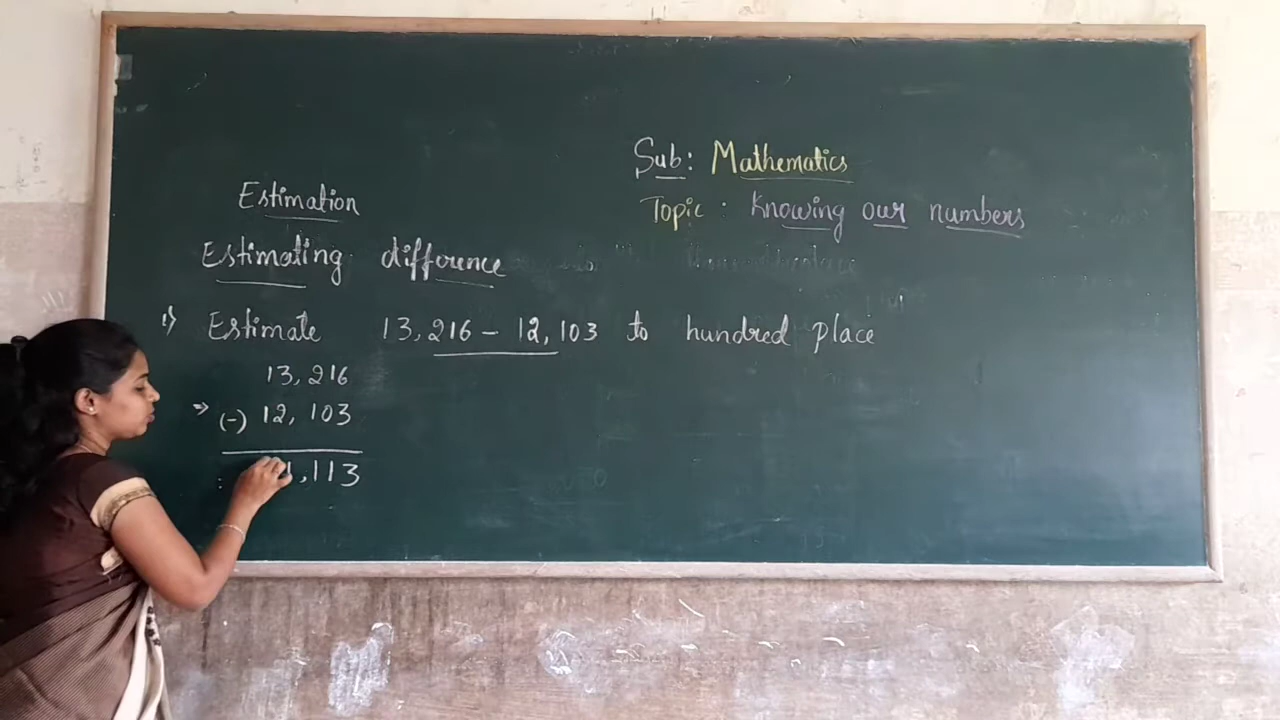 Sub: Mathematics
Topic: Knowing our numbers
Estimation
Estimating difference
1) Estimate 13,216 - 12,103 to hundred place
13,216
⇒ (-) 12,103
1,113